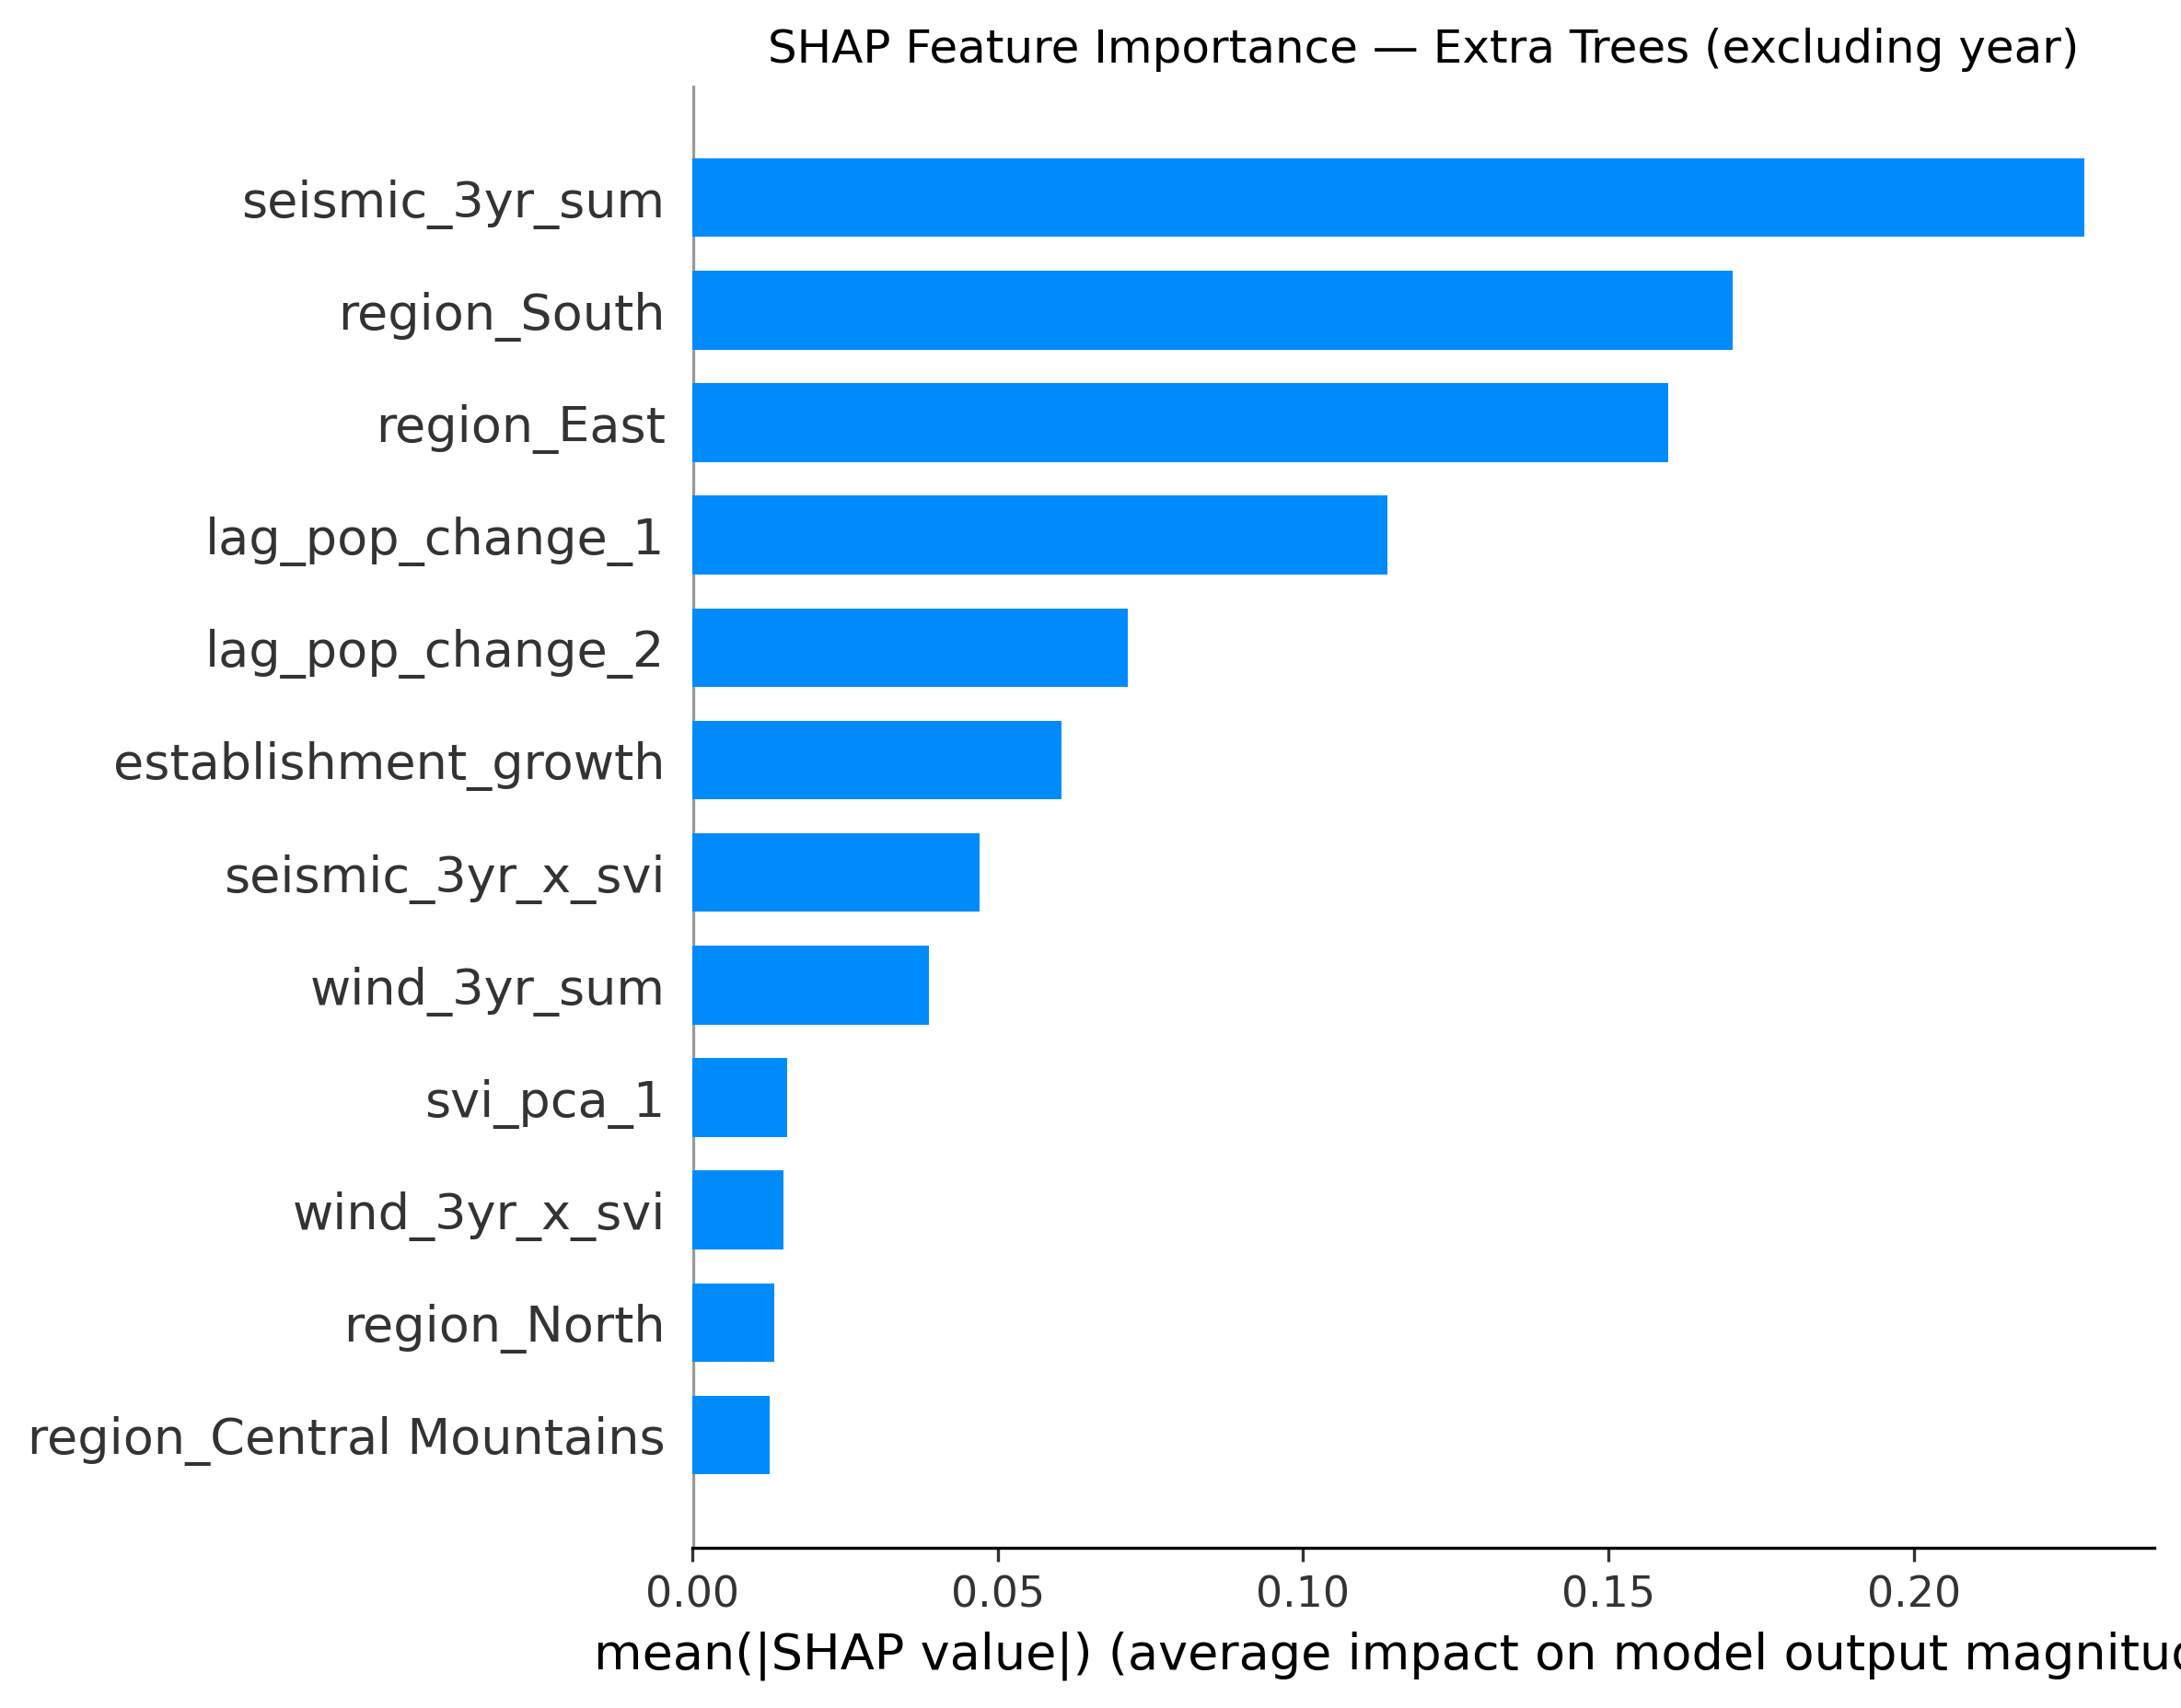 SHAP Feature Importance — Extra Trees (excluding year)
seismic_3yr_sum
region_South
region_East
lag_pop_change_1
lag_pop_change_2
establishment_growth
seismic_3yr_x_svi
wind_3yr_sum
svi_pca_1
wind_3yr_x_svi
region_North
region_Central Mountains
0.00 0.05 0.10 0.15 0.20
mean(|SHAP value|) (average impact on model output